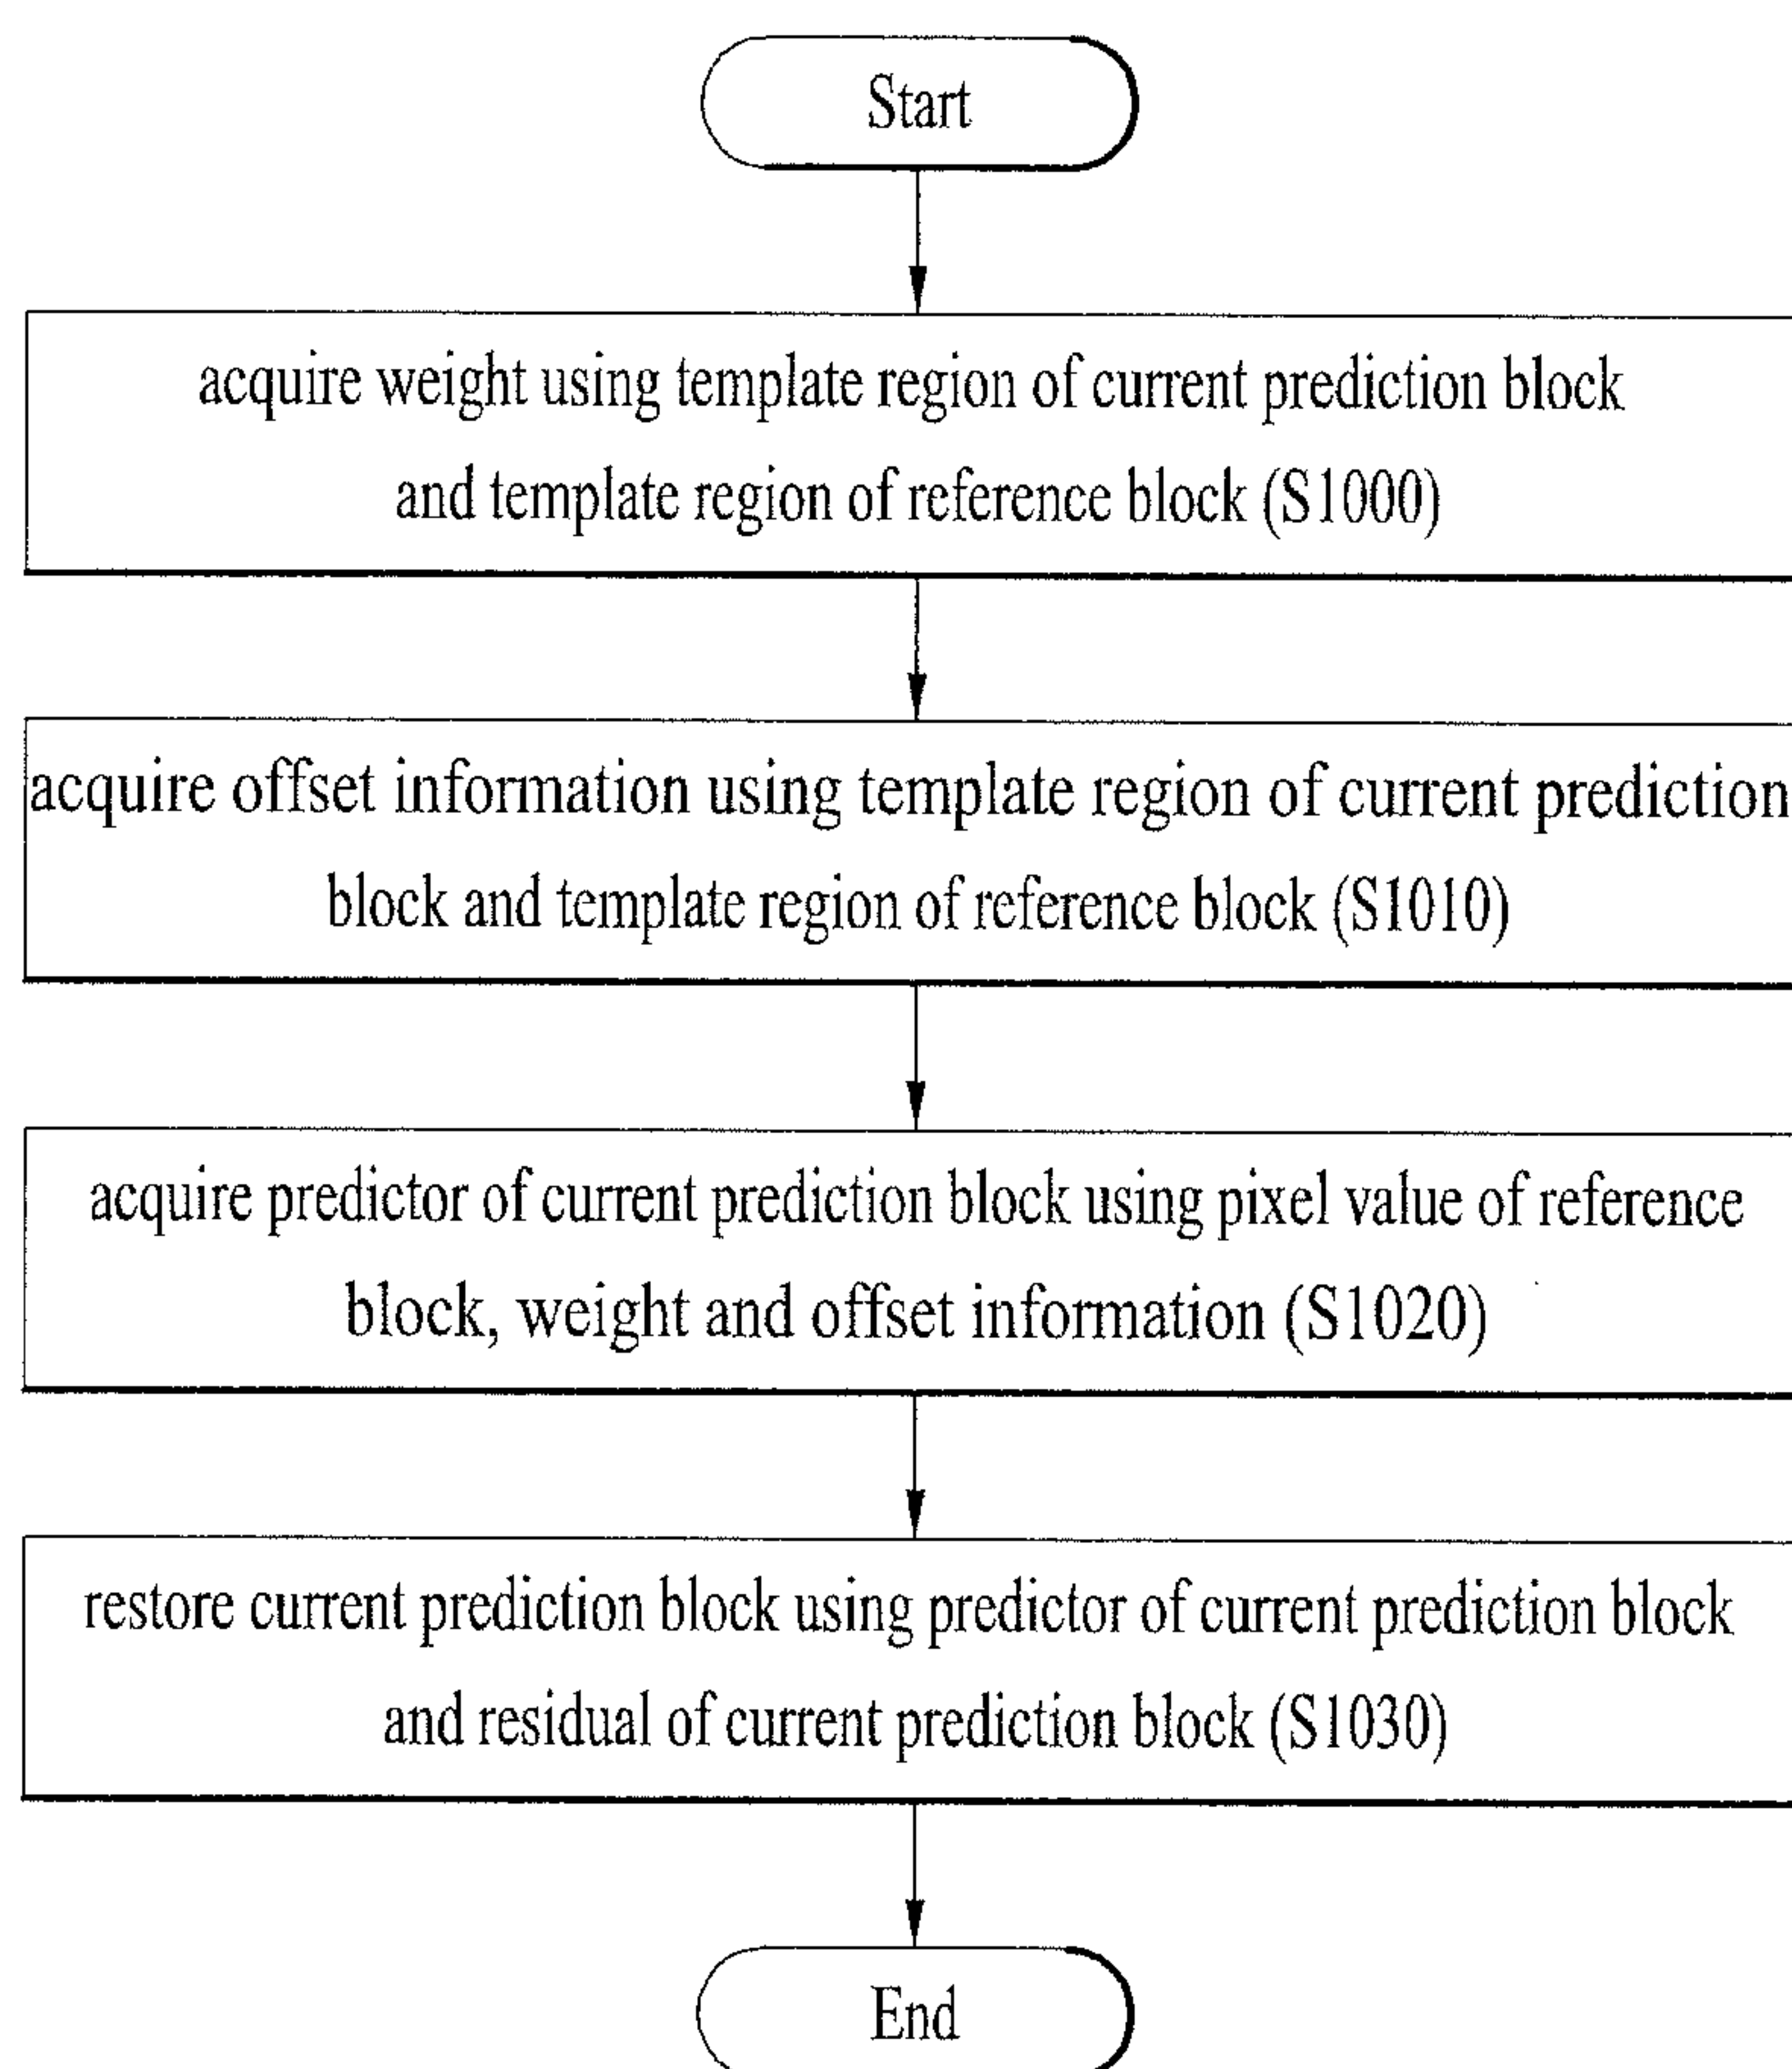 Start
acquire weight using template region of current prediction block
and template region of reference block (S1000)
acquire offset information using template region of current prediction
block and template region of reference block (S1010)
acquire predictor of current prediction block using pixel value of reference
block, weight and offset information (S1020)
restore current prediction block using predictor of current prediction block
and residual of current prediction block (S1030)
End